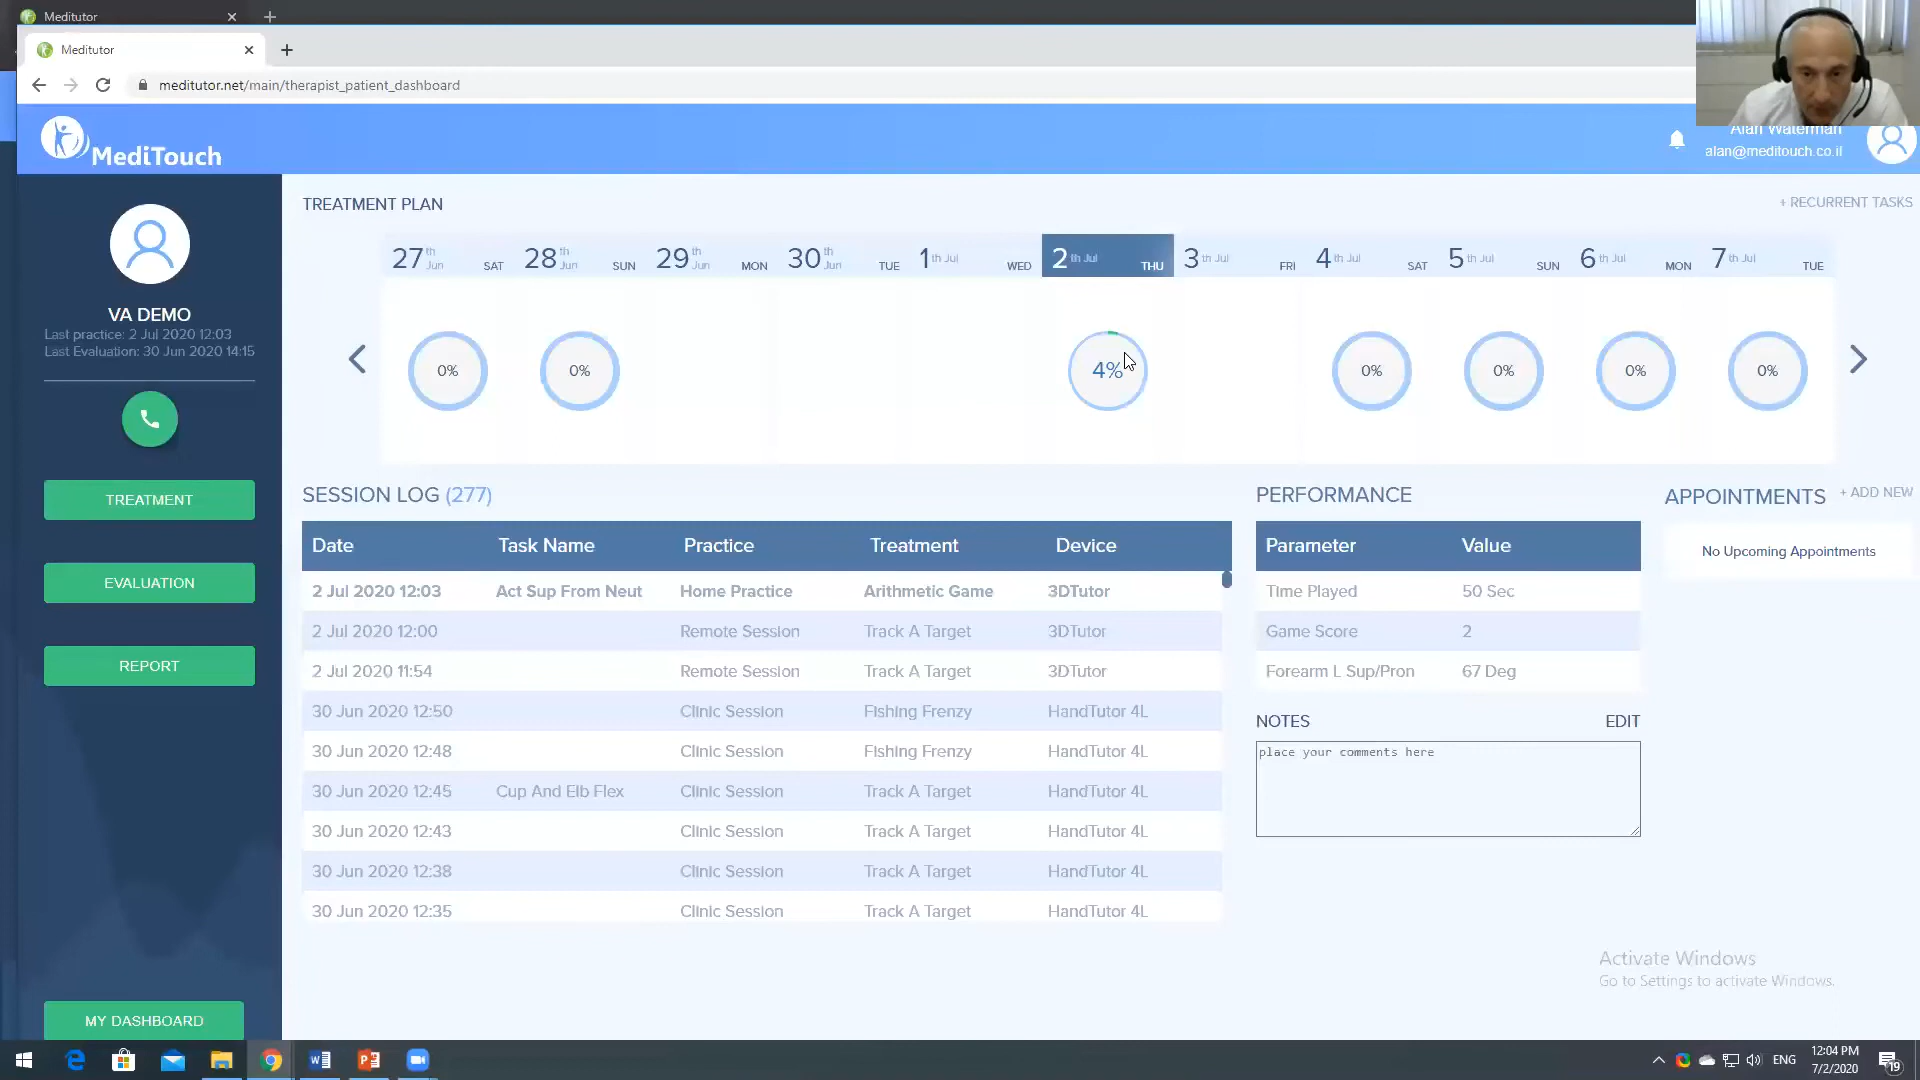 Meditutor
Meditutor
meditutor.net/main/therapist_patient_dashboard
MediTouch
Alan Waterman
alan@meditouch.co.il
VA DEMO
Last practice: 2 Jul 2020 12:03
Last Evaluation: 30 Jun 2020 14:15
TREATMENT
EVALUATION
REPORT
MY DASHBOARD
TREATMENT PLAN
+ RECURRENT TASKS
27 th Jun SAT 28 th Jun SUN 29 th Jun MON 30 th Jun TUE 1 th Jul WED 2 th Jul THU 3 th Jul FRI 4 th Jul SAT 5 th Jul SUN 6 th Jul MON 7 th Jul TUE
0% 0% 4% 0% 0% 0% 0%
SESSION LOG (277)
Date Task Name Practice Treatment Device
2 Jul 2020 12:03 Act Sup From Neut Home Practice Arithmetic Game 3DTutor
2 Jul 2020 12:00 Remote Session Track A Target 3DTutor
2 Jul 2020 11:54 Remote Session Track A Target 3DTutor
30 Jun 2020 12:50 Clinic Session Fishing Frenzy HandTutor 4L
30 Jun 2020 12:48 Clinic Session Fishing Frenzy HandTutor 4L
30 Jun 2020 12:45 Cup And Elb Flex Clinic Session Track A Target HandTutor 4L
30 Jun 2020 12:43 Clinic Session Track A Target HandTutor 4L
30 Jun 2020 12:38 Clinic Session Track A Target HandTutor 4L
30 Jun 2020 12:35 Clinic Session Track A Target HandTutor 4L
PERFORMANCE
Parameter Value
Time Played 50 Sec
Game Score 2
Forearm L Sup/Pron 67 Deg
NOTES EDIT
place your comments here
APPOINTMENTS + ADD NEW
No Upcoming Appointments
Activate Windows
Go to Settings to activate Windows.
ENG
12:04 PM
7/2/2020
19